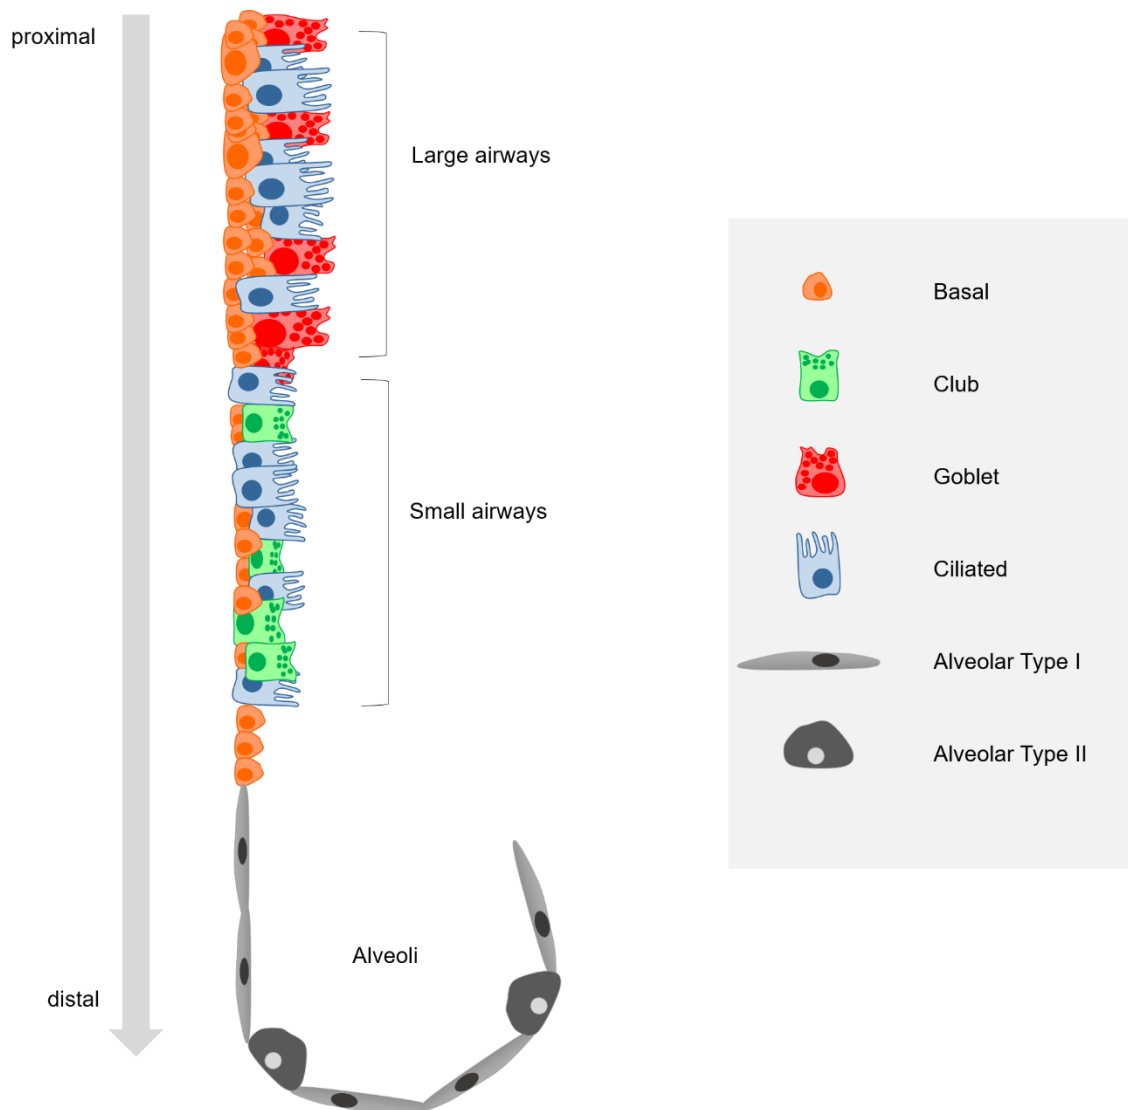 proximal
Large airways
Small airways
Alveoli
distal
Basal
Club
Goblet
Ciliated
Alveolar Type I
Alveolar Type II